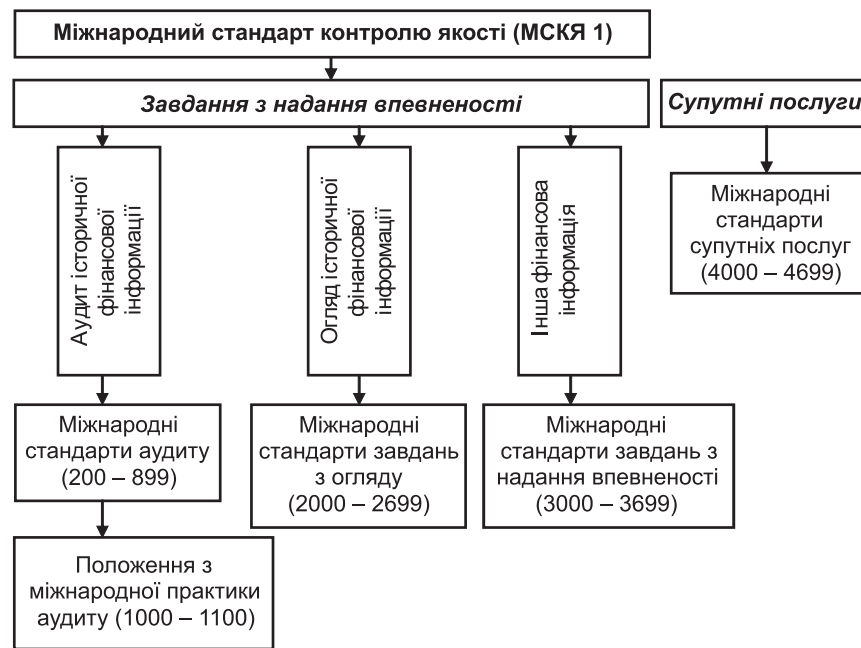 Міжнародний стандарт контролю якості (МСКЯ 1)
Завдання з надання впевненості
Супутні послуги
Аудит історичної
фінансової
інформації
Огляд історичної
фінансової
інформації
Інша фінансова
інформація
Міжнародні
стандарти
супутніх послуг
(4000 – 4699)
Міжнародні
стандарти аудиту
(200 – 899)
Міжнародні
стандарти завдань
з огляду
(2000 – 2699)
Міжнародні
стандарти завдань з
надання впевненості
(3000 – 3699)
Положення з
міжнародної практики
аудиту (1000 – 1100)